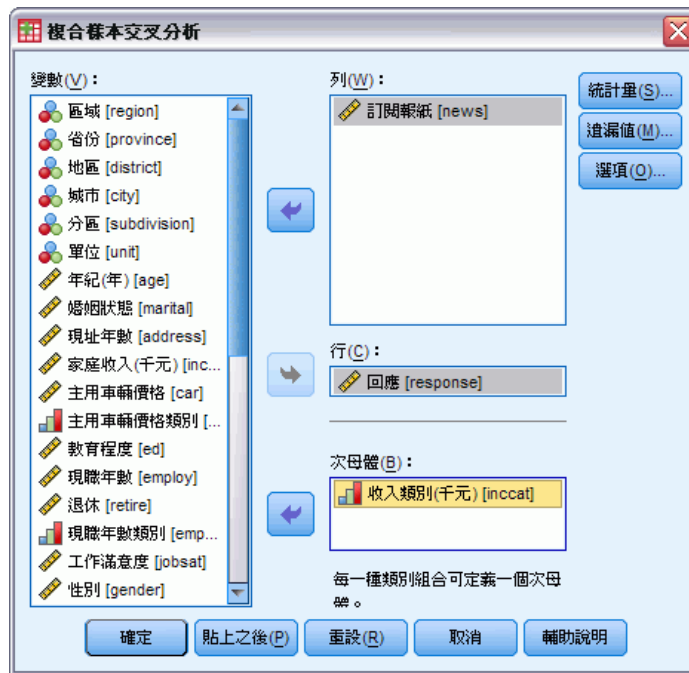 複合樣本交叉分析
變數(V)：
區域 [region]
省份 [province]
地區 [district]
城市 [city]
分區 [subdivision]
單位 [unit]
年紀(年) [age]
婚姻狀態 [marital]
現址年數 [address]
家庭收入(千元) [inc...
主用車輛價格 [car]
主用車輛價格類別 [...
教育程度 [ed]
現職年數 [employ]
退休 [retire]
現職年數類別 [emp...
工作滿意度 [jobsat]
性別 [gender]
列(W)：
訂閱報紙 [news]
行(C)：
回應 [response]
次母體(B)：
收入類別(千元) [inccat]
每一種類別組合可定義一個次母
體。
統計量(S)...
遺漏值(M)...
選項(O)...
確定
貼上之後(P)
重設(R)
取消
輔助說明